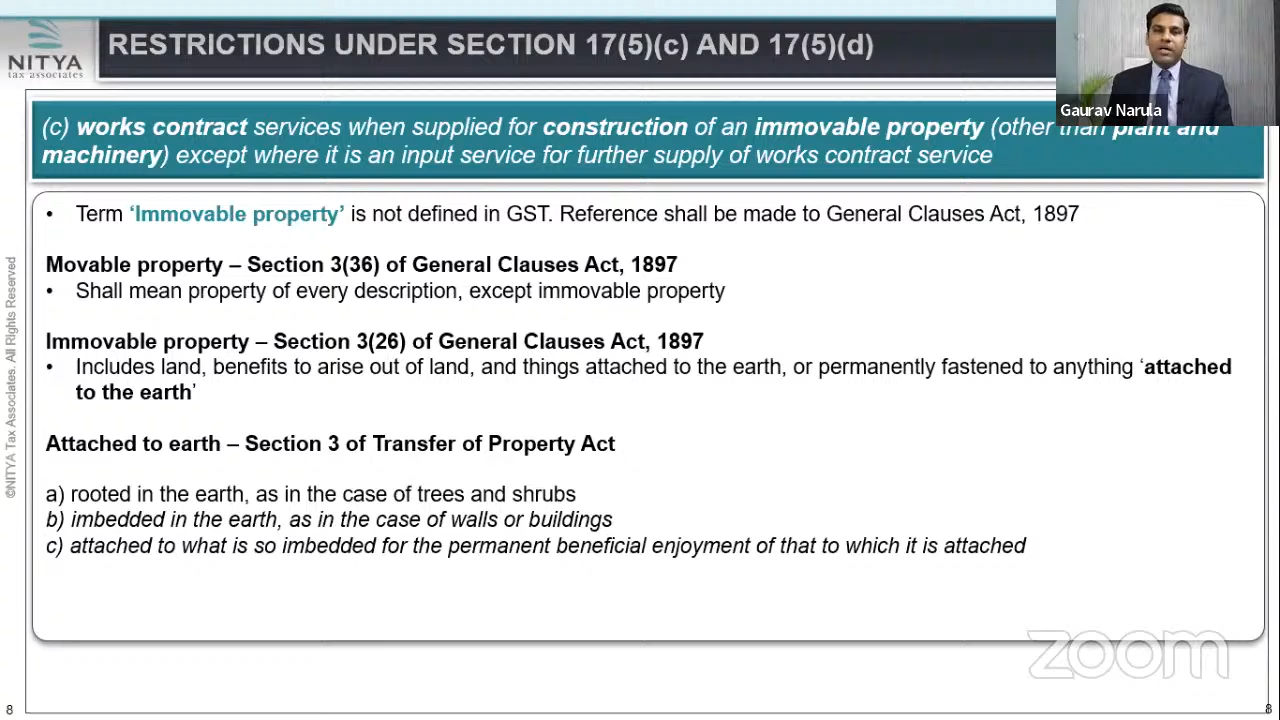 NITYA
tax associates
RESTRICTIONS UNDER SECTION 17(5)(c) AND 17(5)(d)
Gaurav Narula
(c) works contract services when supplied for construction of an immovable property (other than plant and
machinery) except where it is an input service for further supply of works contract service
• Term ‘Immovable property’ is not defined in GST. Reference shall be made to General Clauses Act, 1897
Movable property – Section 3(36) of General Clauses Act, 1897
• Shall mean property of every description, except immovable property
Immovable property – Section 3(26) of General Clauses Act, 1897
• Includes land, benefits to arise out of land, and things attached to the earth, or permanently fastened to anything ‘attached
to the earth’
Attached to earth – Section 3 of Transfer of Property Act
a) rooted in the earth, as in the case of trees and shrubs
b) imbedded in the earth, as in the case of walls or buildings
c) attached to what is so imbedded for the permanent beneficial enjoyment of that to which it is attached
©NITYA Tax Associates. All Rights Reserved
zoom
8
8